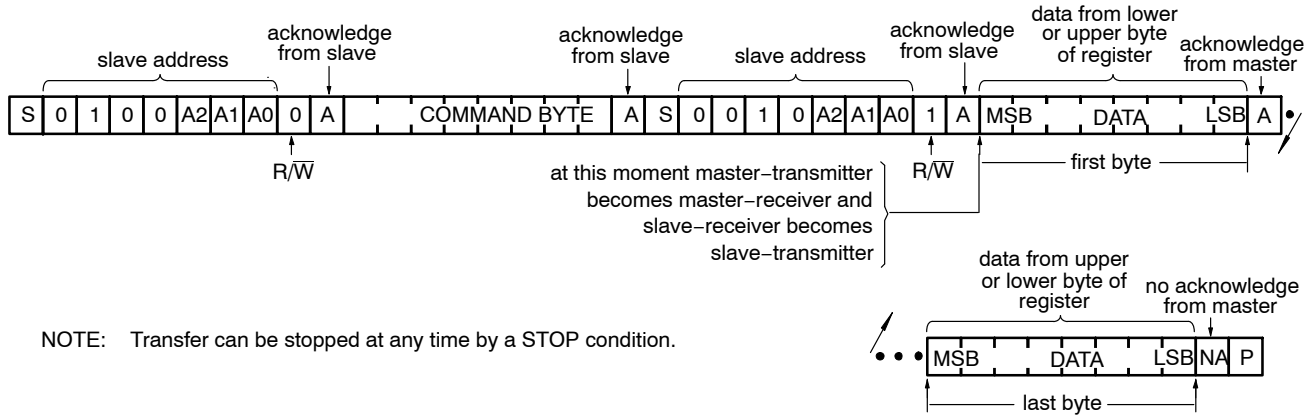 acknowledge
from slave
slave address
acknowledge
from slave
slave address
acknowledge
from slave
data from lower
or upper byte
of register
acknowledge
from master
S 0 1 0 0 A2 A1 A0 0 A COMMAND BYTE A S 0 0 1 0 A2 A1 A0 1 A MSB DATA LSB A
R/W̅
R/W̅
first byte
at this moment master−transmitter
becomes master−receiver and
slave−receiver becomes
slave−transmitter
data from upper
or lower byte of
register
no acknowledge
from master
NOTE: Transfer can be stopped at any time by a STOP condition.
MSB DATA LSB NA P
last byte